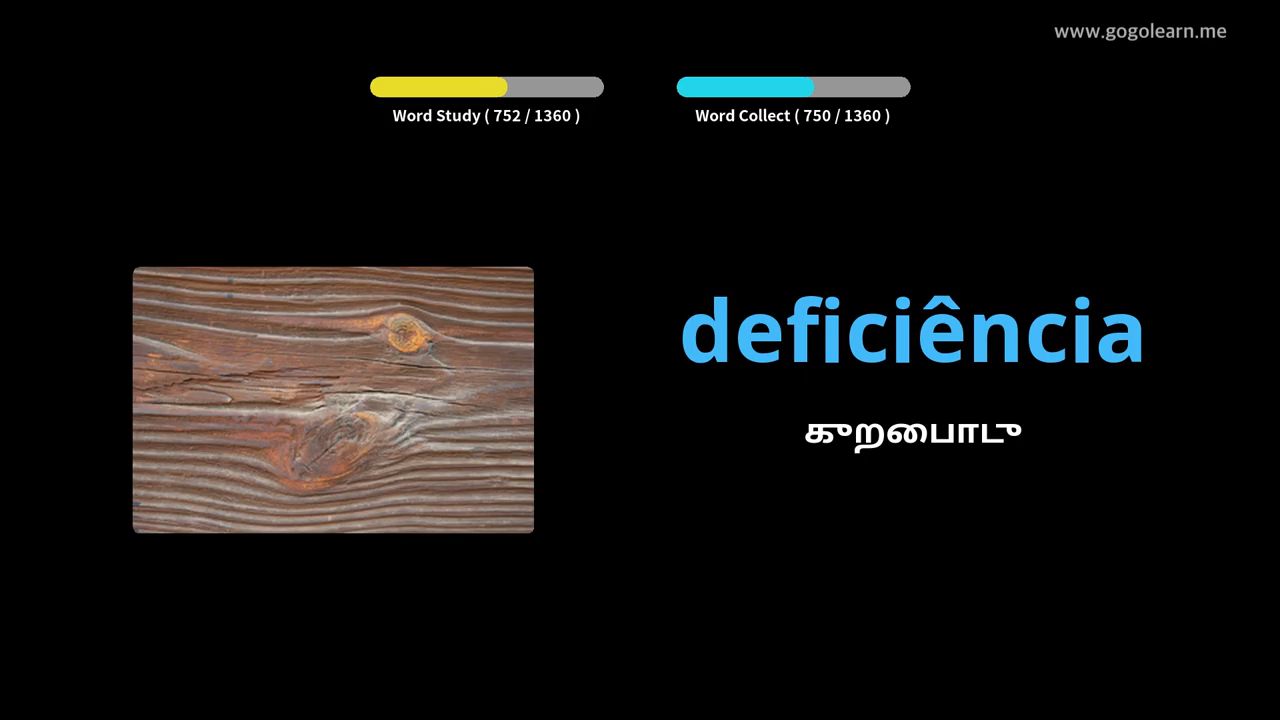 www.gogolearn.me
Word Study ( 752 / 1360 )
Word Collect ( 750 / 1360 )
deficiência
குறைபாடு